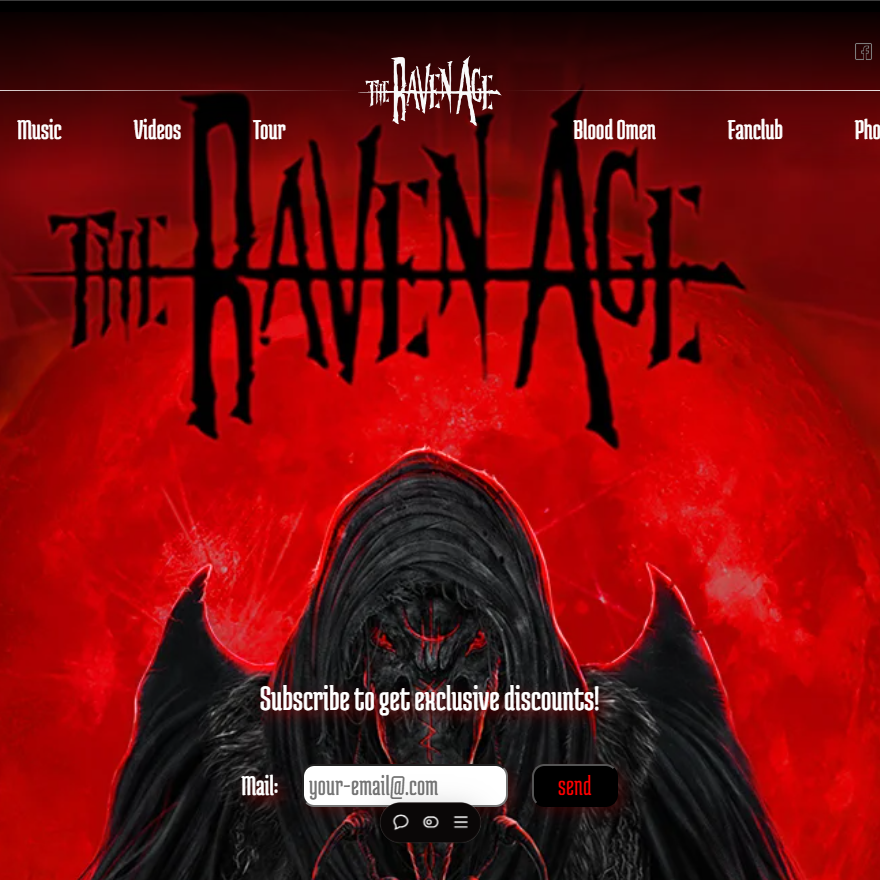 THE RAVEN AGE
Music Videos Tour Blood Omen Fanclub Pho
THE RAVEN AGE
Subscribe to get exclusive discounts!
Mail: your-email@.com send